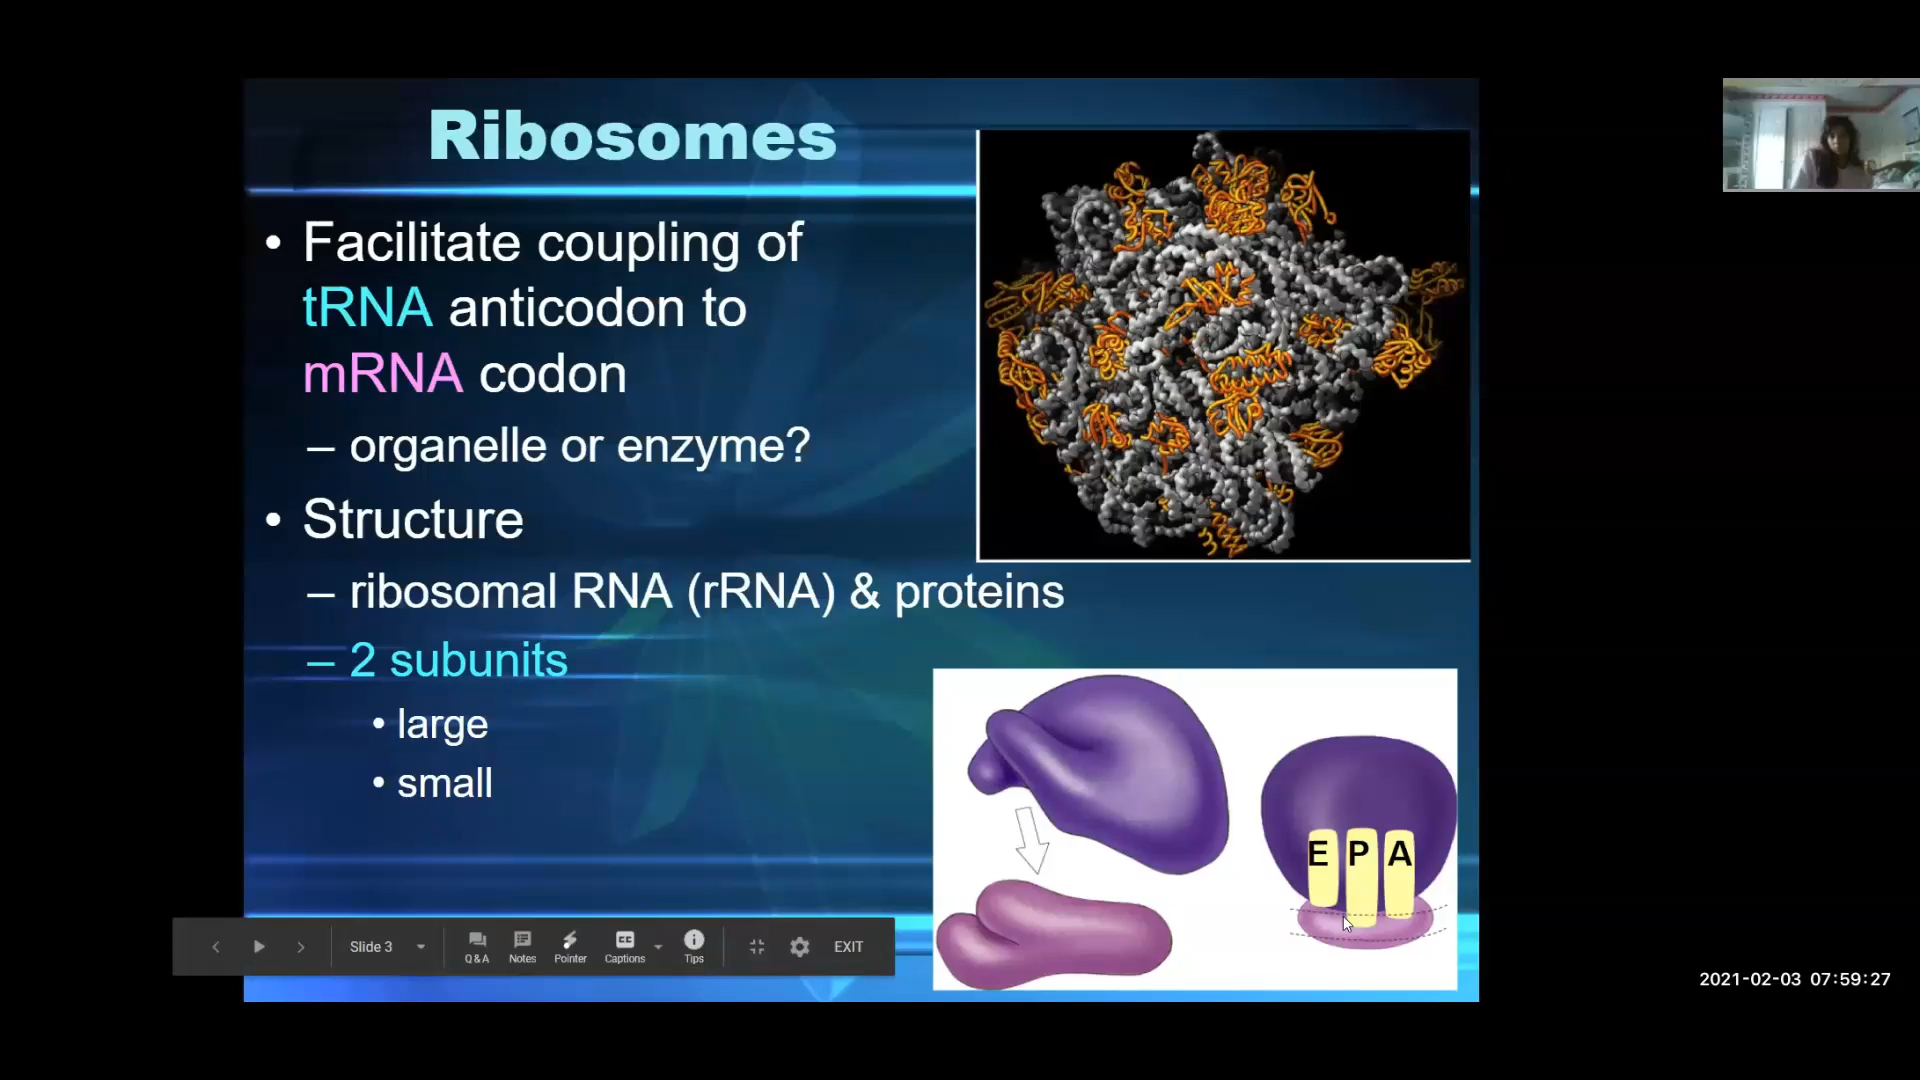 Ribosomes
• Facilitate coupling of
tRNA anticodon to
mRNA codon
– organelle or enzyme?
• Structure
– ribosomal RNA (rRNA) & proteins
– 2 subunits
• large
• small
E P A
Slide 3
Q&A Notes Pointer Captions Tips EXIT
CC
2021-02-03 07:59:27